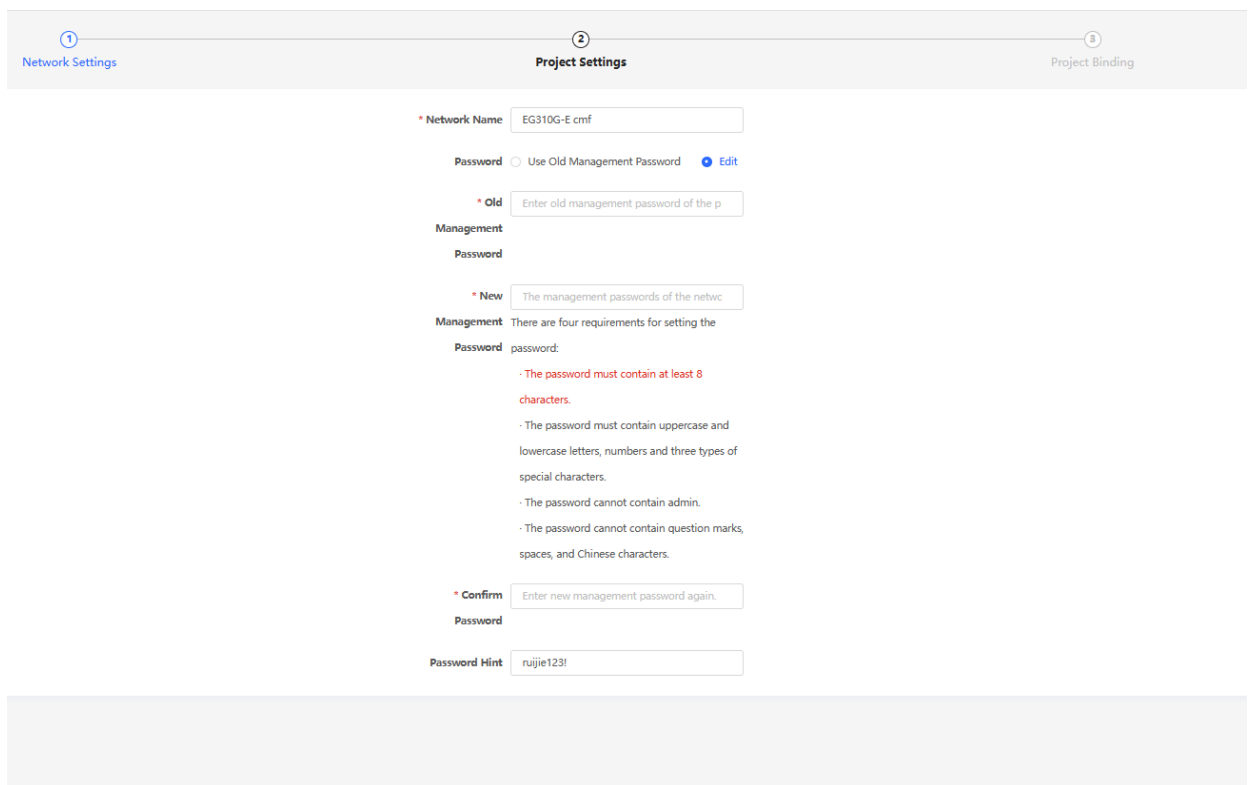 1 2 3
Network Settings Project Settings Project Binding
* Network Name EG310G-E cmf
Password Use Old Management Password Edit
* Old Enter old management password of the p
Management
Password
* New The management passwords of the netwc
Management There are four requirements for setting the
Password password:
· The password must contain at least 8
characters.
· The password must contain uppercase and
lowercase letters, numbers and three types of
special characters.
· The password cannot contain admin.
· The password cannot contain question marks,
spaces, and Chinese characters.
* Confirm Enter new management password again.
Password
Password Hint ruijie123!